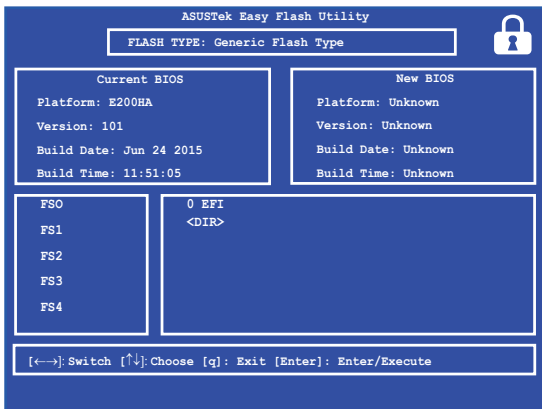 ASUSTek Easy Flash Utility
FLASH TYPE: Generic Flash Type
Current BIOS
Platform: E200HA
Version: 101
Build Date: Jun 24 2015
Build Time: 11:51:05
New BIOS
Platform: Unknown
Version: Unknown
Build Date: Unknown
Build Time: Unknown
FSO
FS1
FS2
FS3
FS4
0 EFI
<DIR>
[←→]: Switch [↑↓]: Choose [q]: Exit [Enter]: Enter/Execute